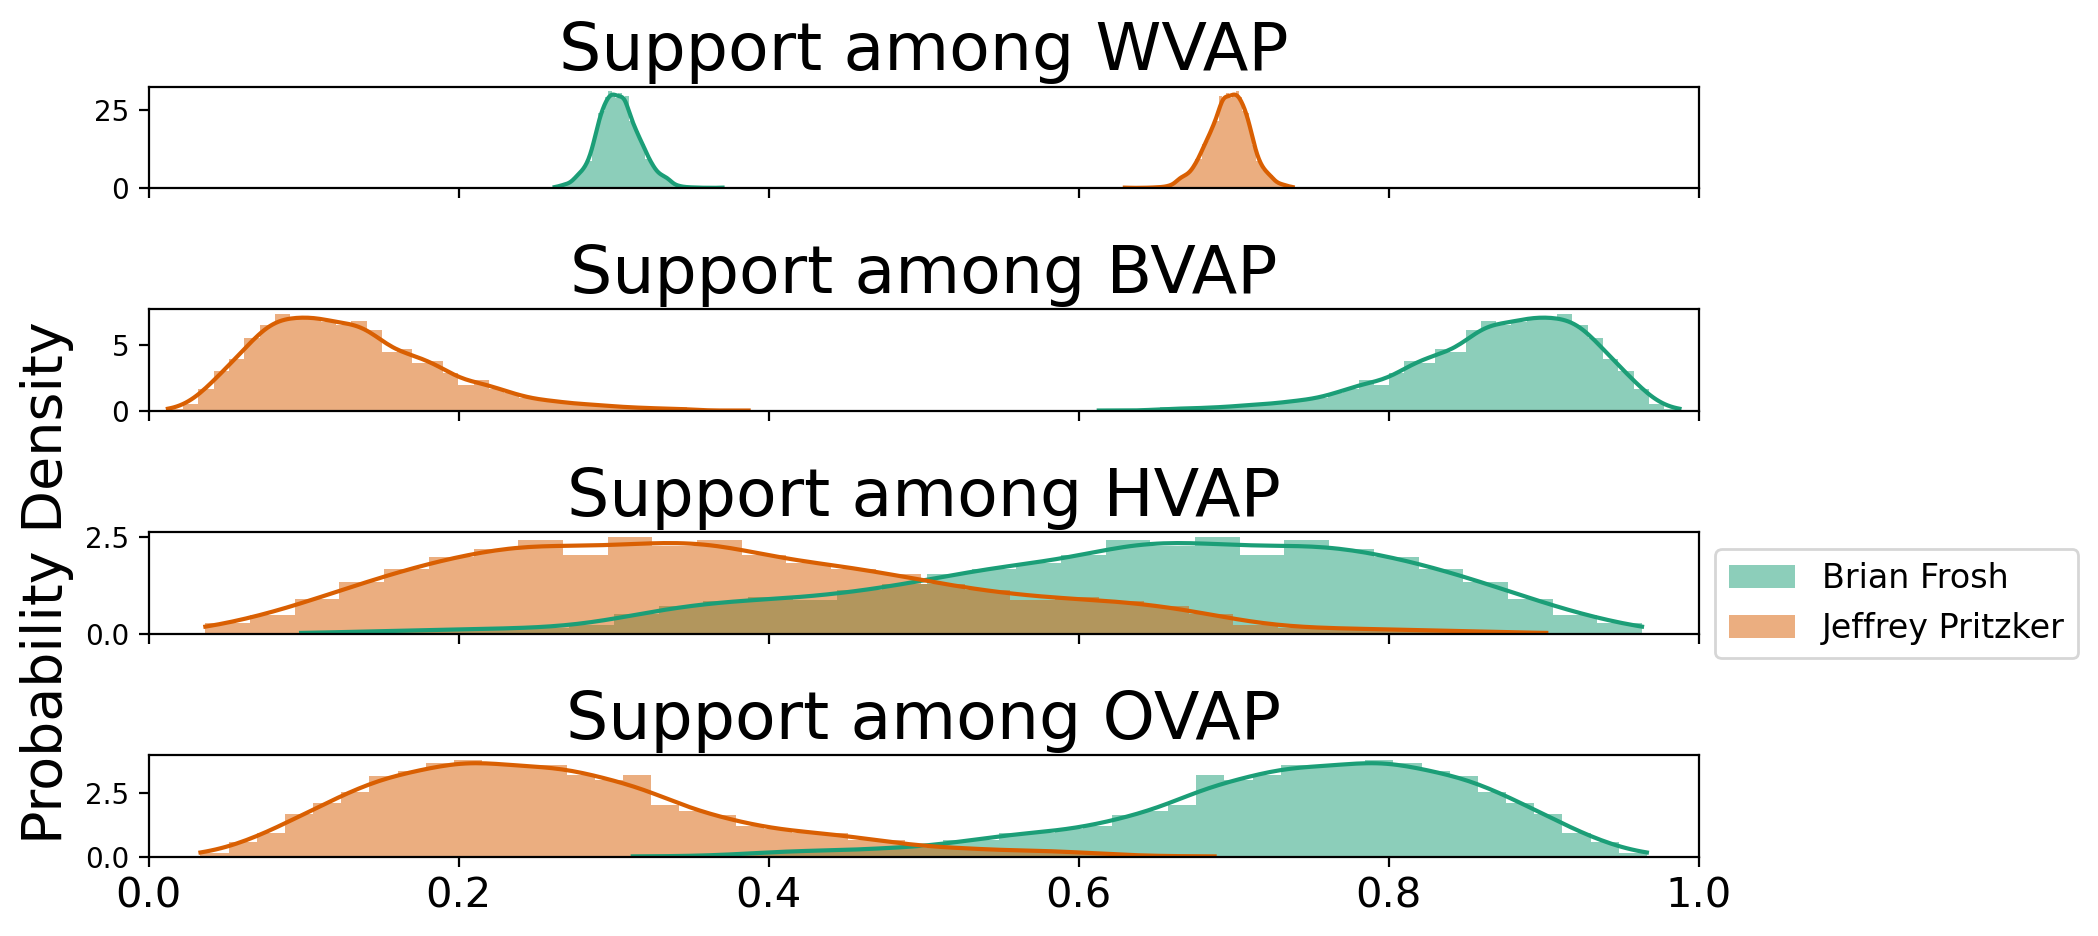 Support among WVAP
25
0
Support among BVAP
5
0
Support among HVAP
2.5
0.0
Support among OVAP
2.5
0.0
0.0 0.2 0.4 0.6 0.8 1.0
Probability Density
Brian Frosh
Jeffrey Pritzker